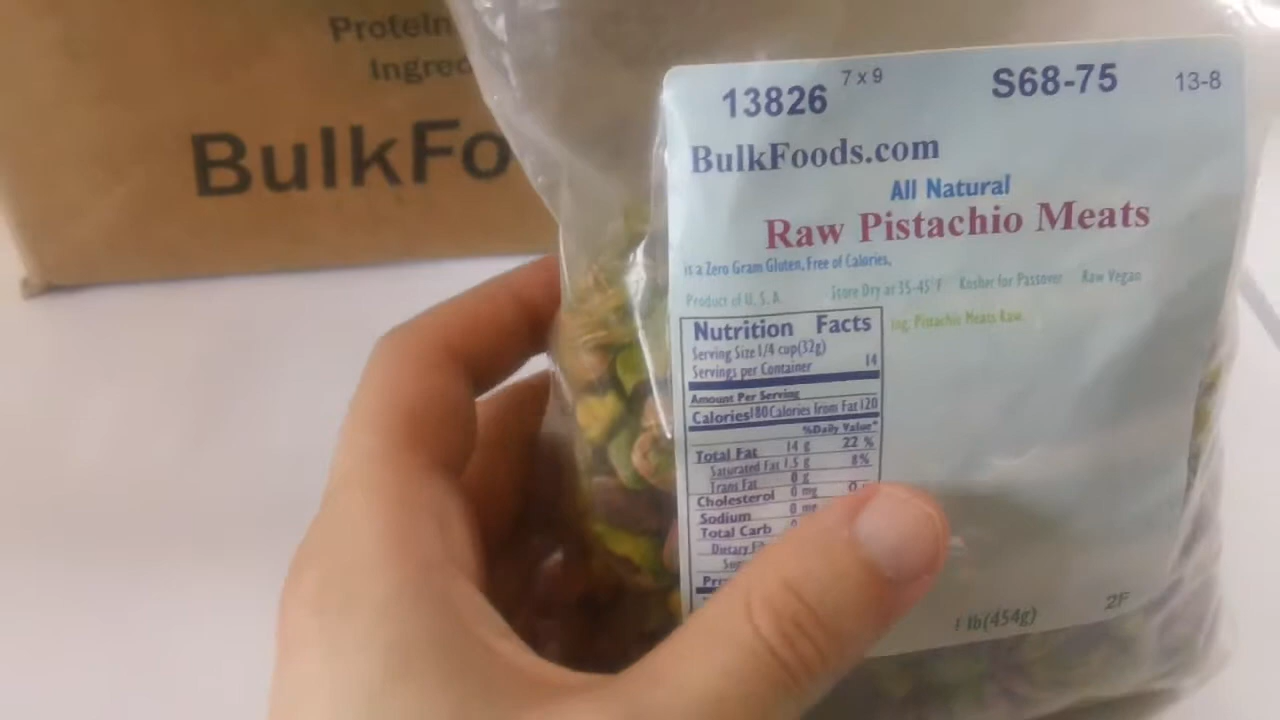 Protein
Ingred
BulkFo
13826 7 x 9 S68-75 13-8
BulkFoods.com
All Natural
Raw Pistachio Meats
is a Zero Gram Gluten, Free of Calories,
Product of U. S. A. Store Dry at 35-45°F Kosher for Passover Raw Vegan
Ing. Pistachio Meats Raw
Nutrition Facts
Serving Size 1/4 cup(32g)
Servings per Container 14
Amount Per Serving
Calories 180 Calories from Fat 120
%Daily Value*
Total Fat 14 g 22 %
Saturated Fat 1.5 g 8%
Trans Fat 0 g
Cholesterol 0 mg 0
Sodium 0 mg
Total Carb
Dietary
1 lb(454g) 2F